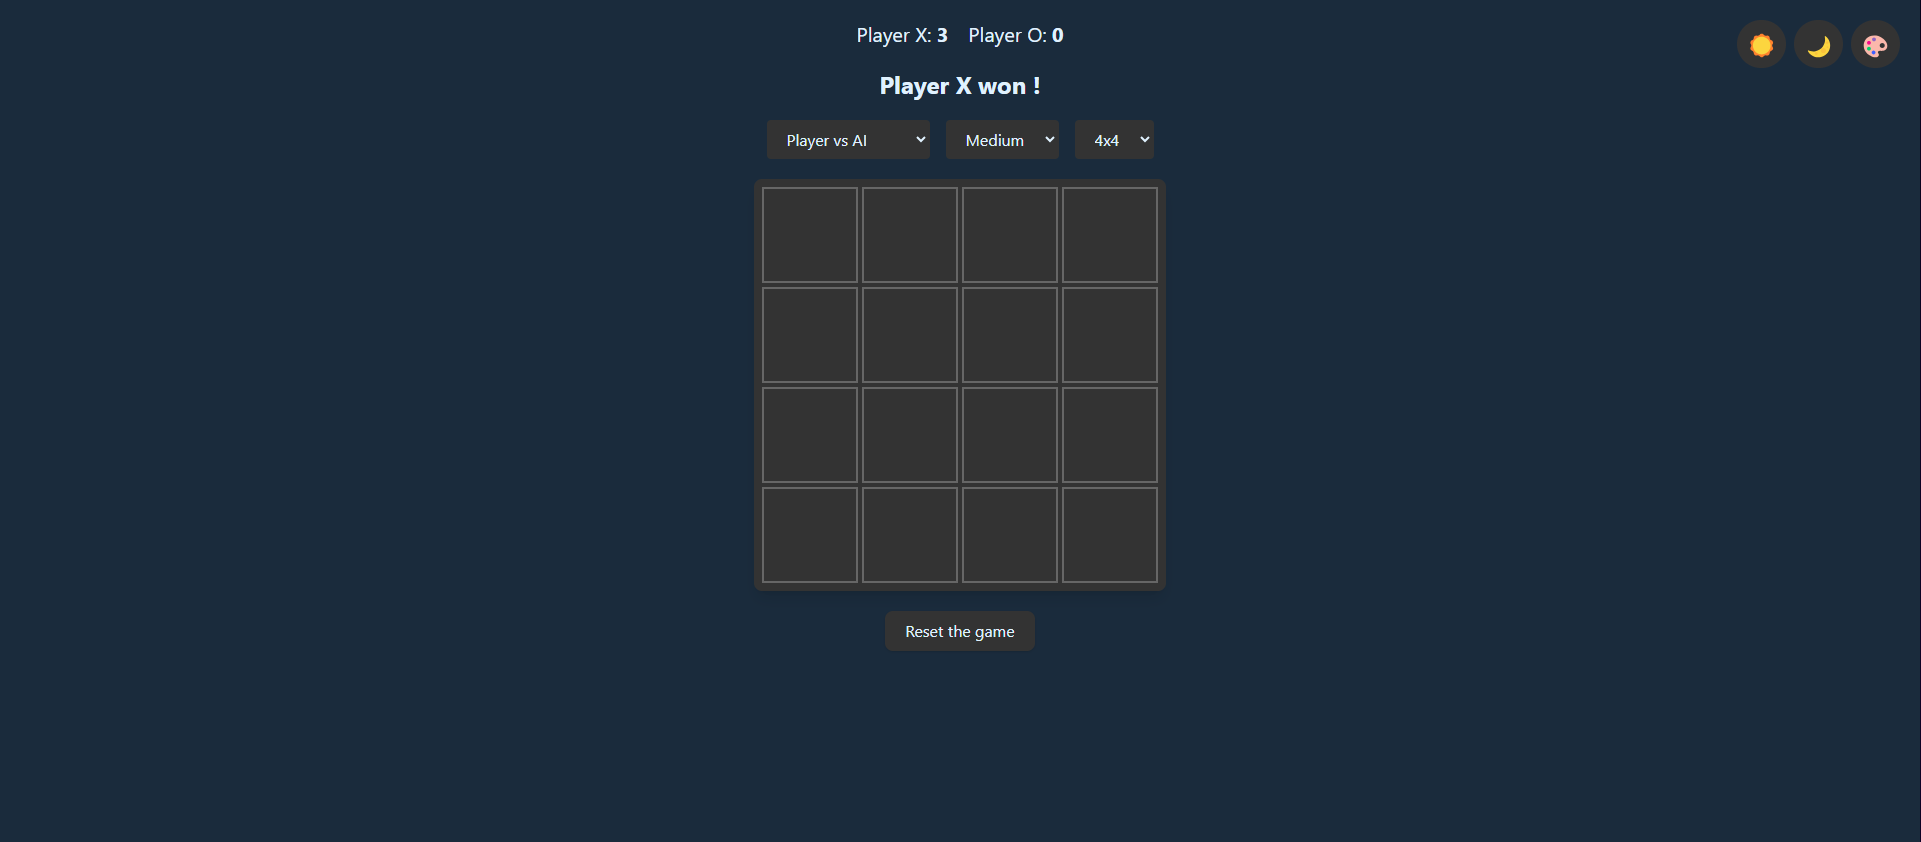 Player X: 3 Player O: 0
Player X won !
Player vs AI Medium 4x4
Reset the game